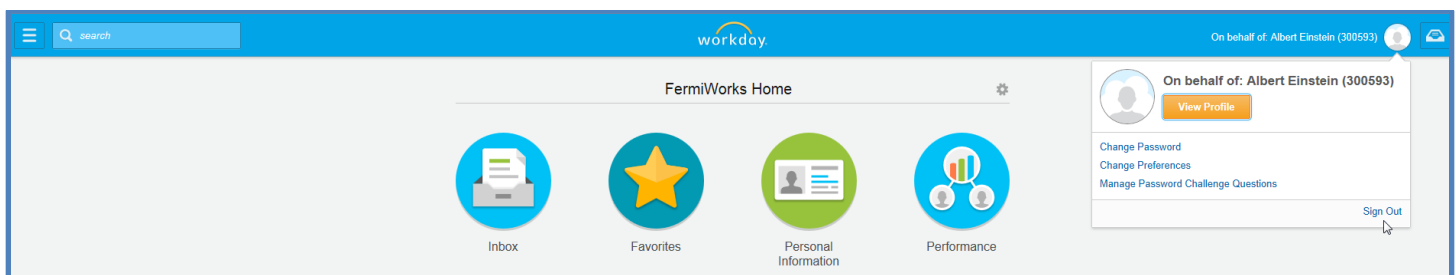 search
workday.
On behalf of: Albert Einstein (300593)
FermiWorks Home
On behalf of: Albert Einstein (300593)
View Profile
Change Password
Change Preferences
Manage Password Challenge Questions
Sign Out
Inbox
Favorites
Personal
Information
Performance